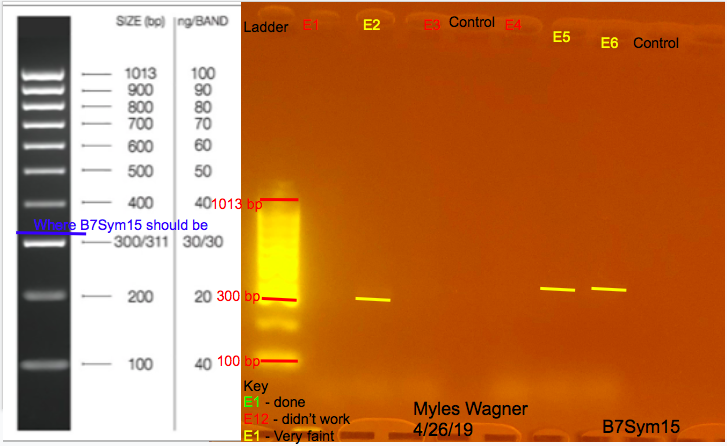 SIZE (bp) ng/BAND
1013 100
900 90
800 80
700 70
600 60
500 50
400 40
Where B7Sym15 should be
300/311 30/30
200 20
100 40
Ladder E1 E2 E3 Control E4 E5 E6 Control
1013 bp
300 bp
100 bp
Key
E1 - done
E12 - didn't work
E1 - Very faint
Myles Wagner
4/26/19
B7Sym15